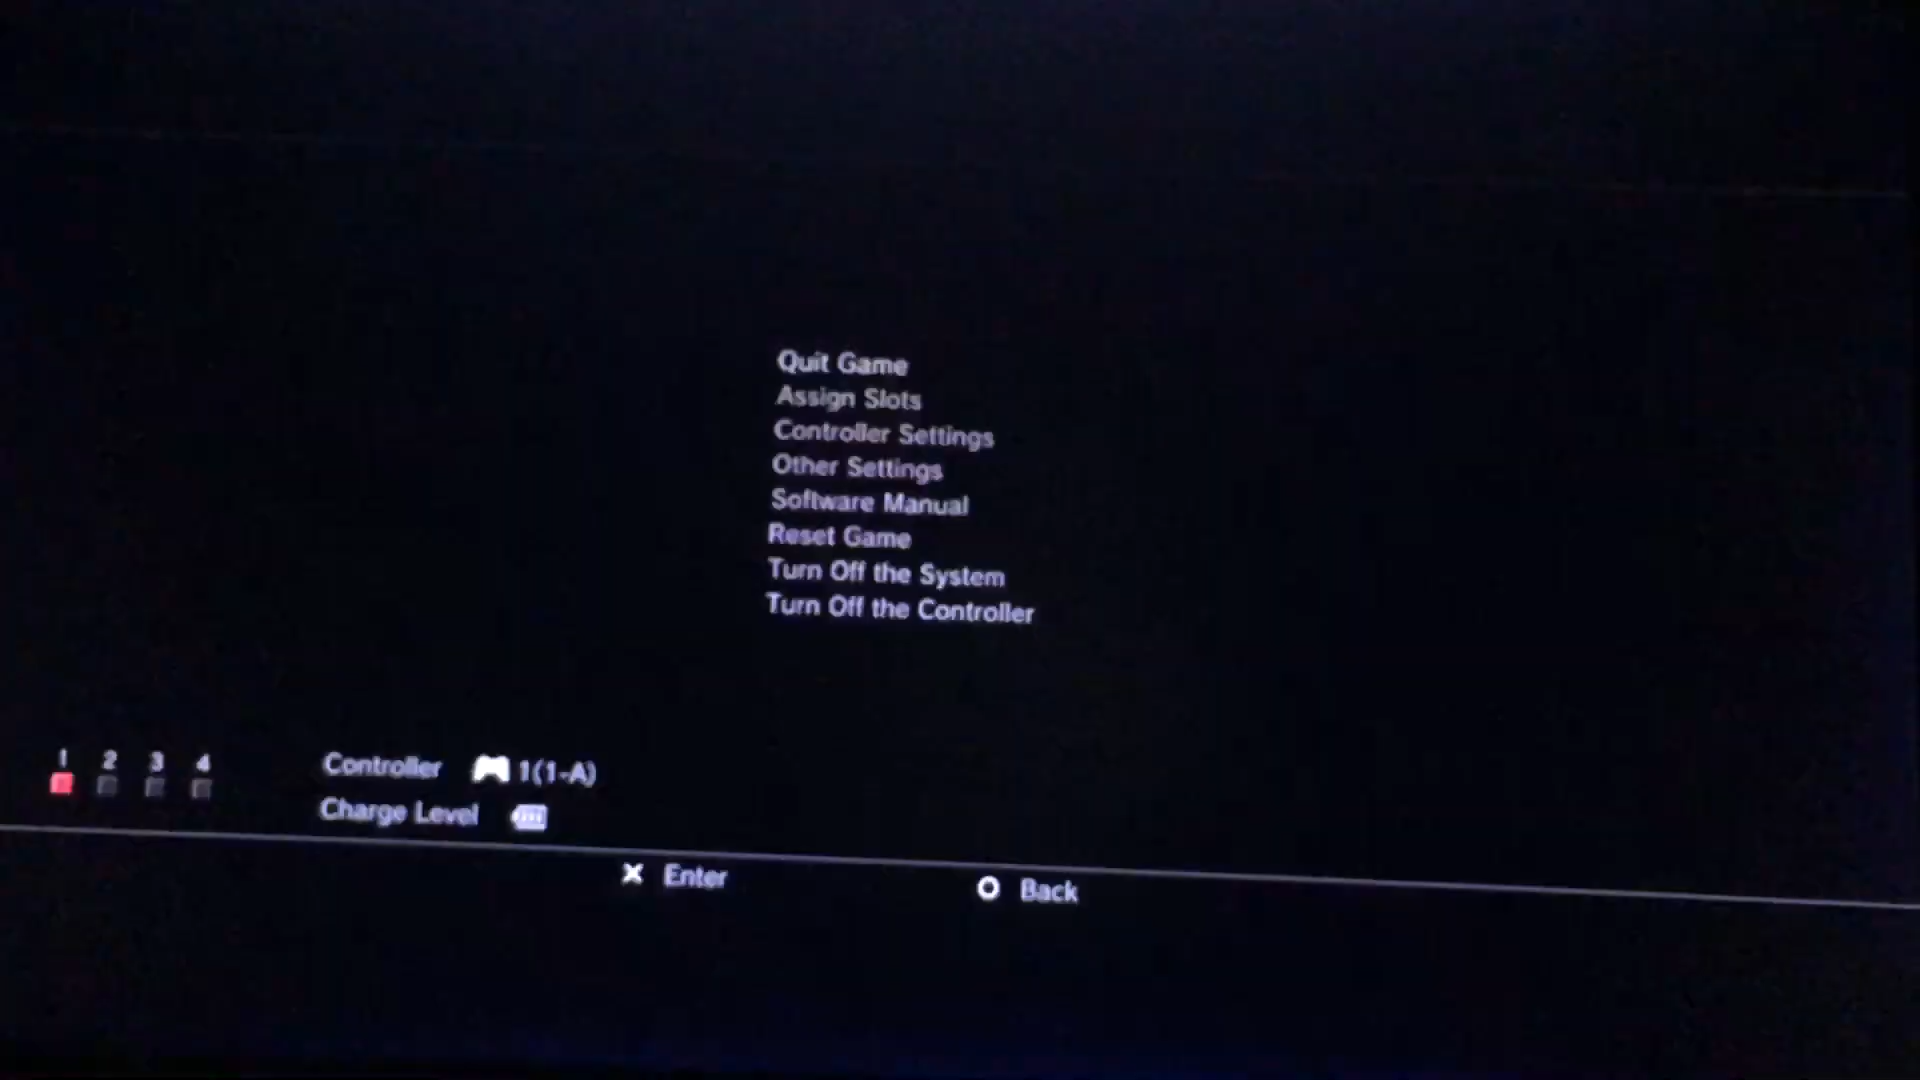 Quit Game
Assign Slots
Controller Settings
Other Settings
Software Manual
Reset Game
Turn Off the System
Turn Off the Controller
1 2 3 4
Controller 1(1-A)
Charge Level
X Enter O Back